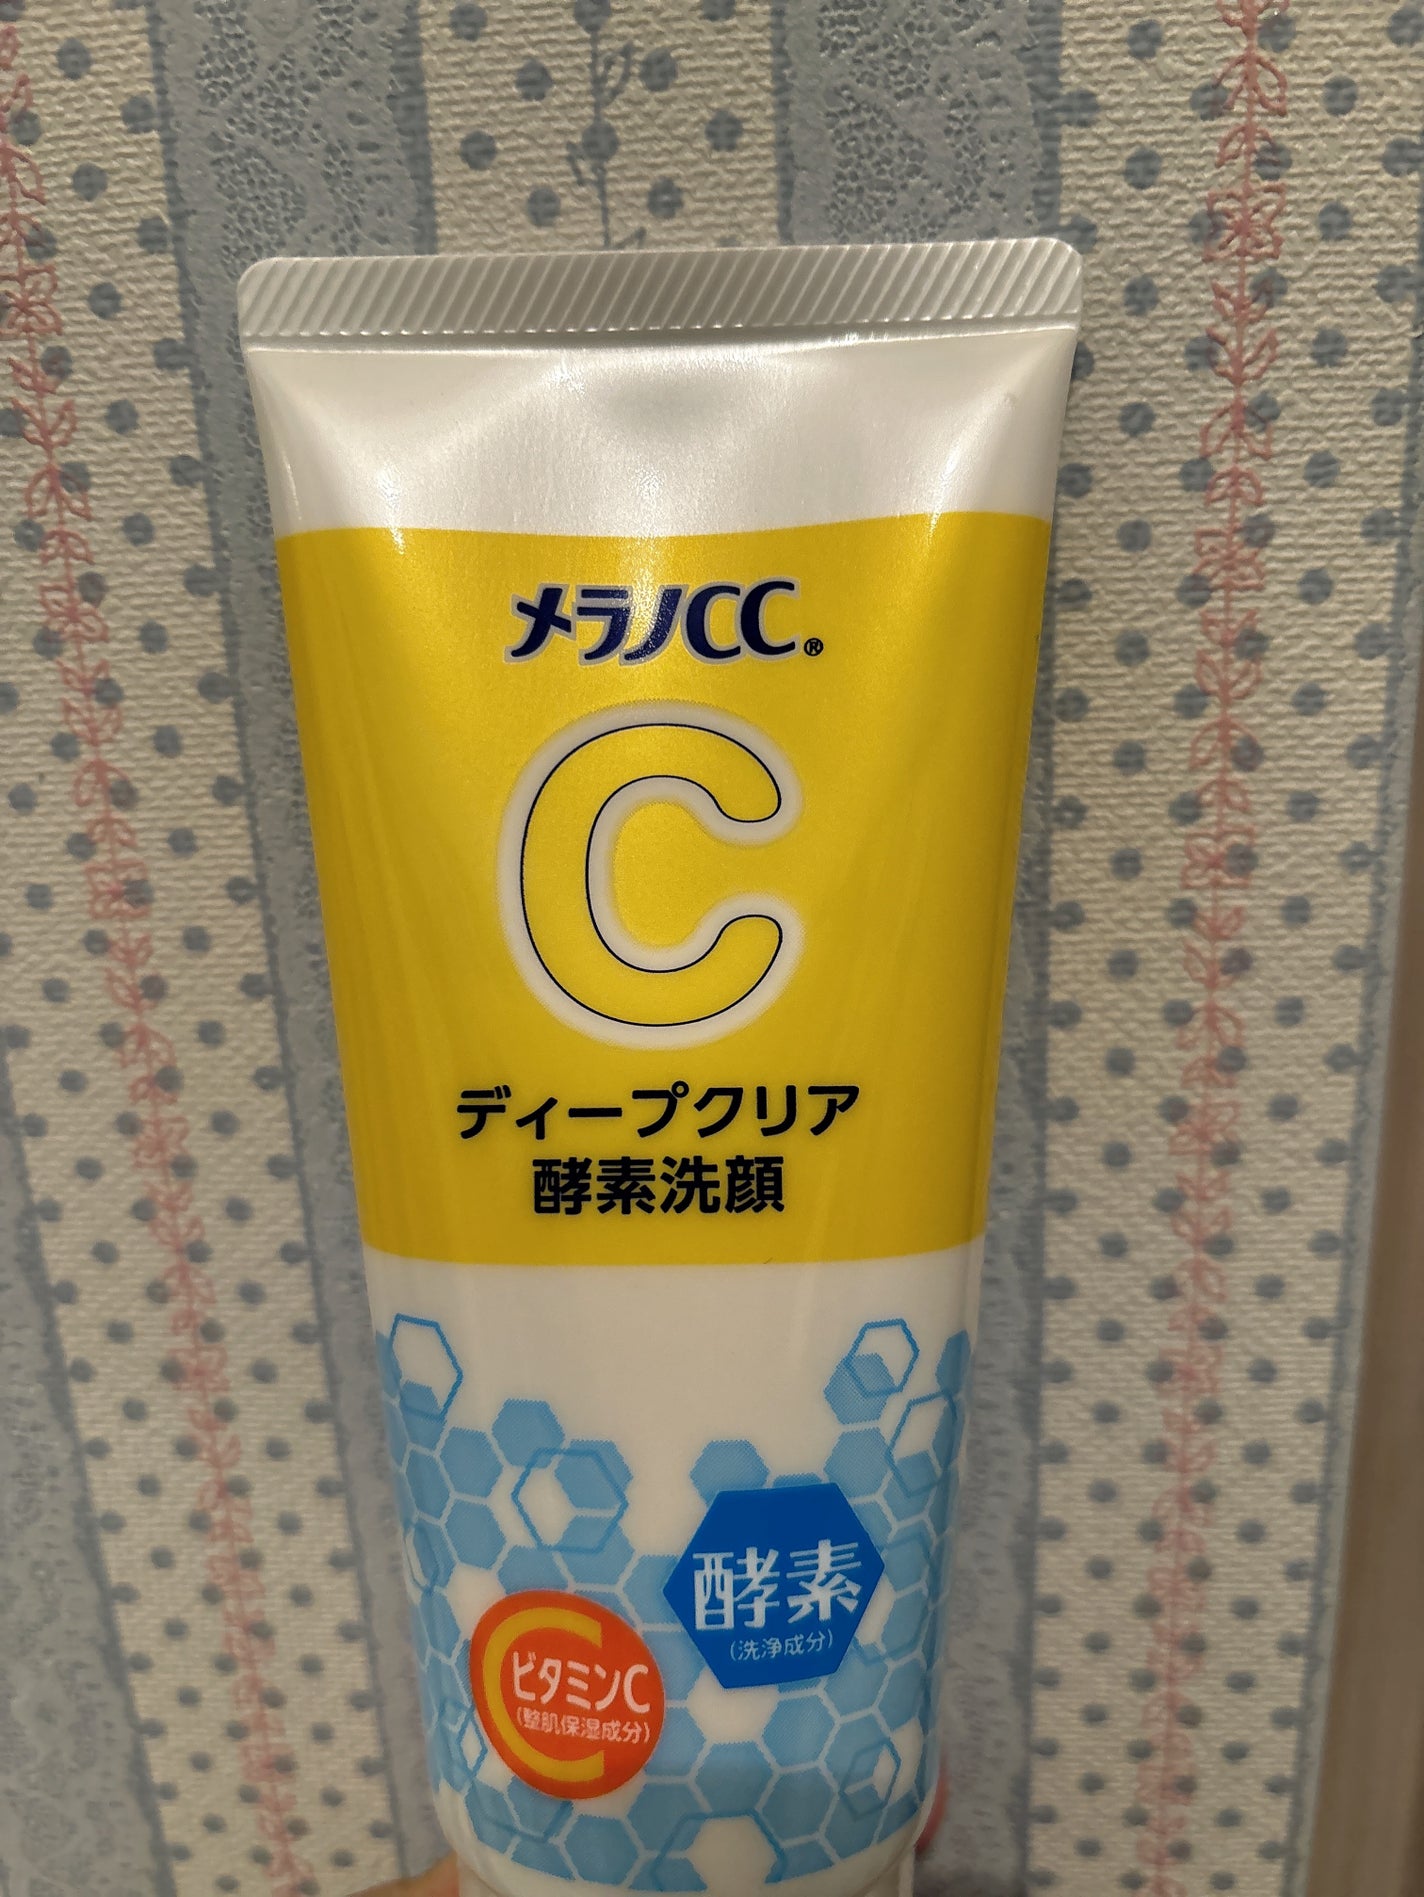 メラノCC®
C
ディープクリア
酵素洗顔
酵素
(洗浄成分)
ビタミンC
(整肌保湿成分)